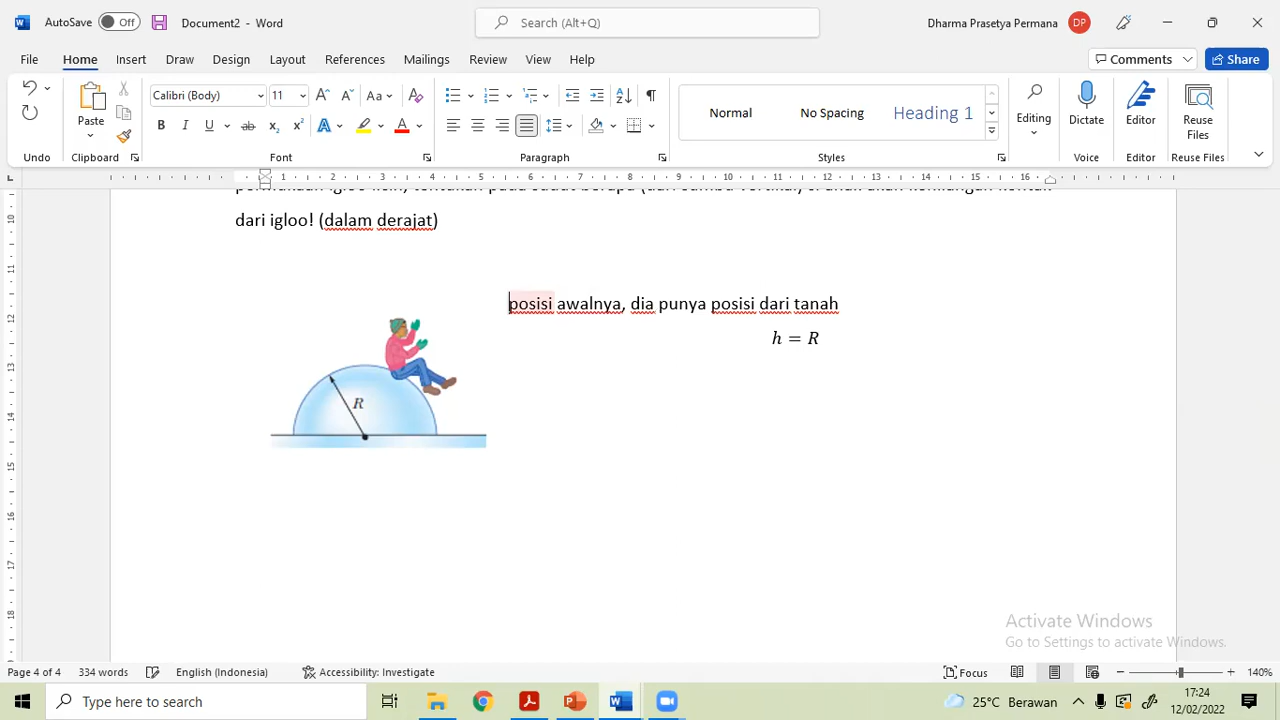 AutoSave Off Document2 - Word Search (Alt+Q) Dharma Prasetya Permana DP
File Home Insert Draw Design Layout References Mailings Review View Help Comments Share
Paste Calibri (Body) 11 Normal No Spacing Heading 1 Editing Dictate Editor Reuse Files
Undo Clipboard Font Paragraph Styles Voice Editor Reuse Files
dari igloo! (dalam derajat)
posisi awalnya, dia punya posisi dari tanah
h = R
R
Activate Windows
Go to Settings to activate Windows.
Page 4 of 4 334 words English (Indonesia) Accessibility: Investigate Focus 140%
Type here to search 25°C Berawan 17:24
12/02/2022